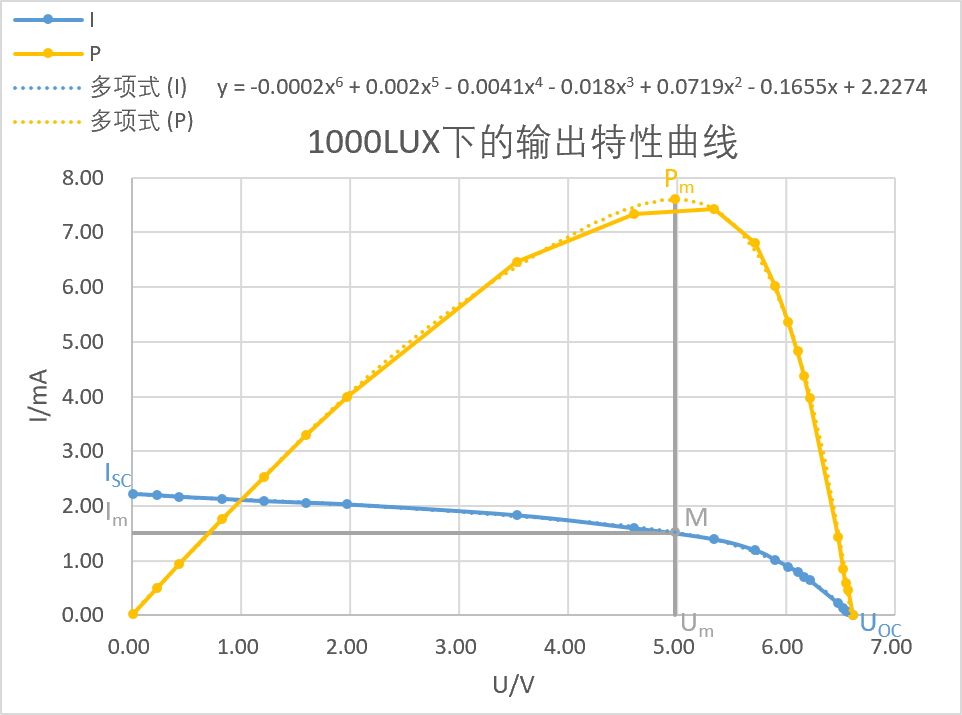 I
P
多项式 (I) y = -0.0002x⁶ + 0.002x⁵ - 0.0041x⁴ - 0.018x³ + 0.0719x² - 0.1655x + 2.2274
多项式 (P)
1000LUX下的输出特性曲线
8.00
7.00
6.00
5.00
4.00
3.00
2.00
1.00
0.00
I/mA
Pm
ISC
Im
M
Um
UOC
0.00 1.00 2.00 3.00 4.00 5.00 6.00 7.00
U/V